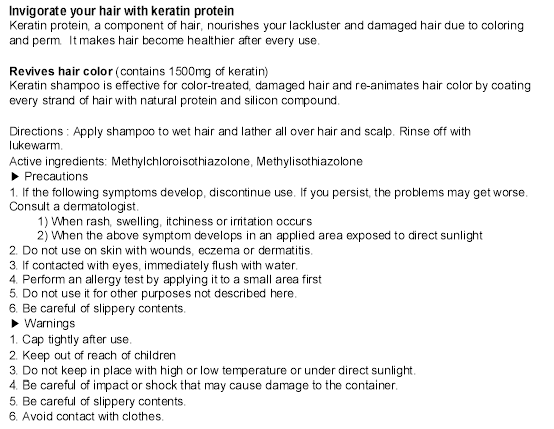 Invigorate your hair with keratin protein
Keratin protein, a component of hair, nourishes your lackluster and damaged hair due to coloring
and perm. It makes hair become healthier after every use.
Revives hair color (contains 1500mg of keratin)
Keratin shampoo is effective for color-treated, damaged hair and re-animates hair color by coating
every strand of hair with natural protein and silicon compound.
Directions : Apply shampoo to wet hair and lather all over hair and scalp. Rinse off with
lukewarm.
Active ingredients: Methylchloroisothiazolone, Methylisothiazolone
▶ Precautions
1. If the following symptoms develop, discontinue use. If you persist, the problems may get worse.
Consult a dermatologist.
1) When rash, swelling, itchiness or irritation occurs
2) When the above symptom develops in an applied area exposed to direct sunlight
2. Do not use on skin with wounds, eczema or dermatitis.
3. If contacted with eyes, immediately flush with water.
4. Perform an allergy test by applying it to a small area first
5. Do not use it for other purposes not described here.
6. Be careful of slippery contents.
▶ Warnings
1. Cap tightly after use.
2. Keep out of reach of children
3. Do not keep in place with high or low temperature or under direct sunlight.
4. Be careful of impact or shock that may cause damage to the container.
5. Be careful of slippery contents.
6. Avoid contact with clothes.